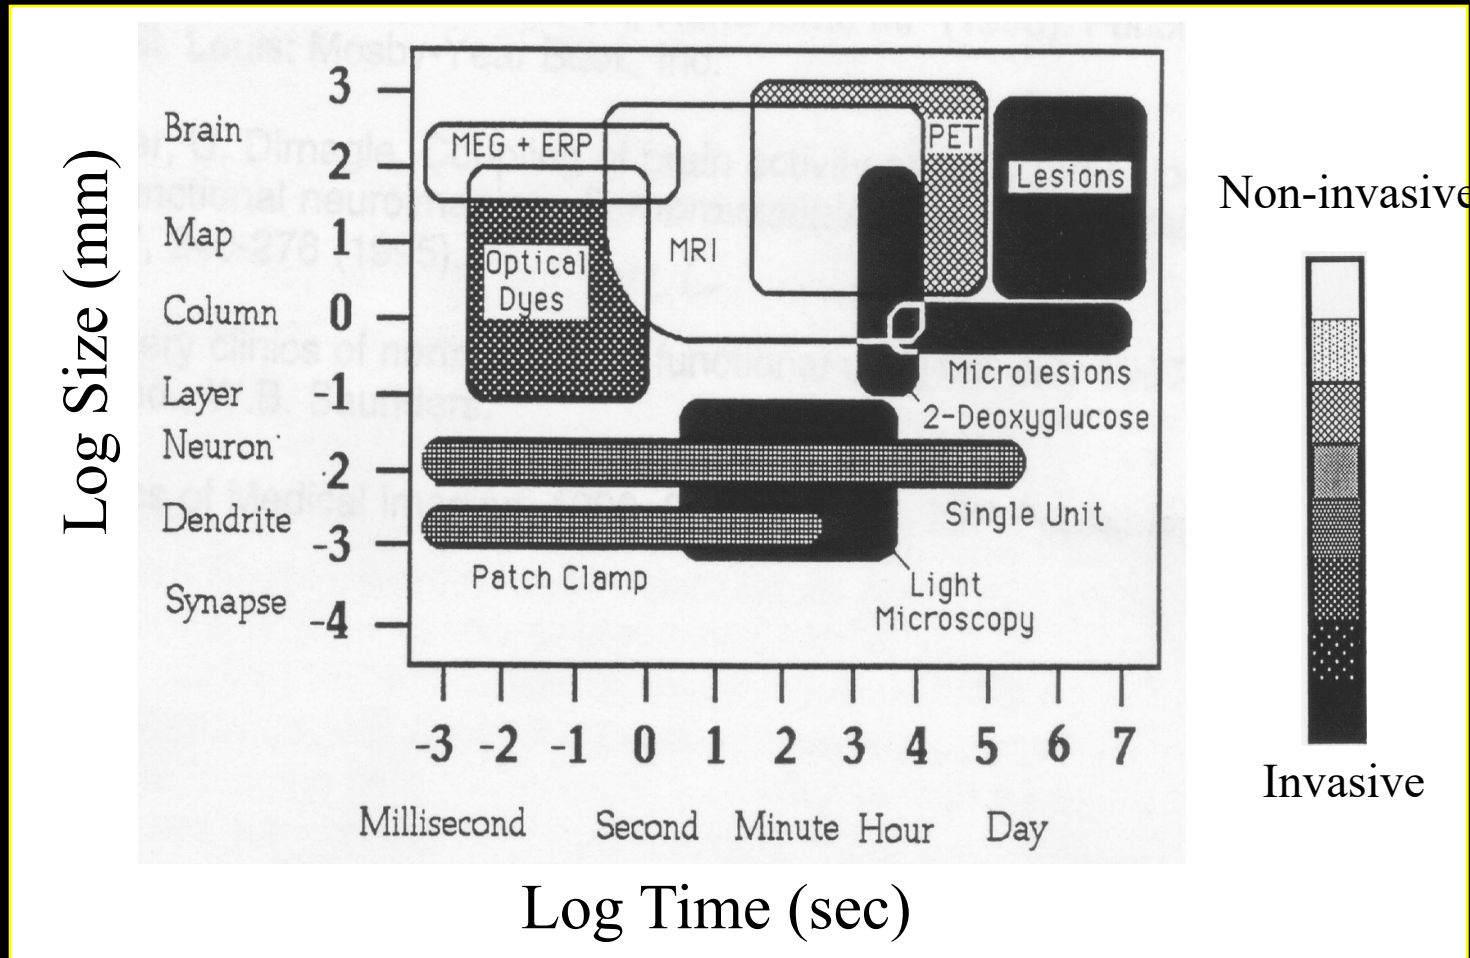 Log Size (mm)
Brain
Map
Column
Layer
Neuron
Dendrite
Synapse
3
2
1
0
-1
-2
-3
-4
MEG + ERP
PET
Lesions
MRI
Optical
Dyes
Microlesions
2-Deoxyglucose
Single Unit
Patch Clamp
Light
Microscopy
-3 -2 -1 0 1 2 3 4 5 6 7
Millisecond Second Minute Hour Day
Log Time (sec)
Non-invasive
Invasive